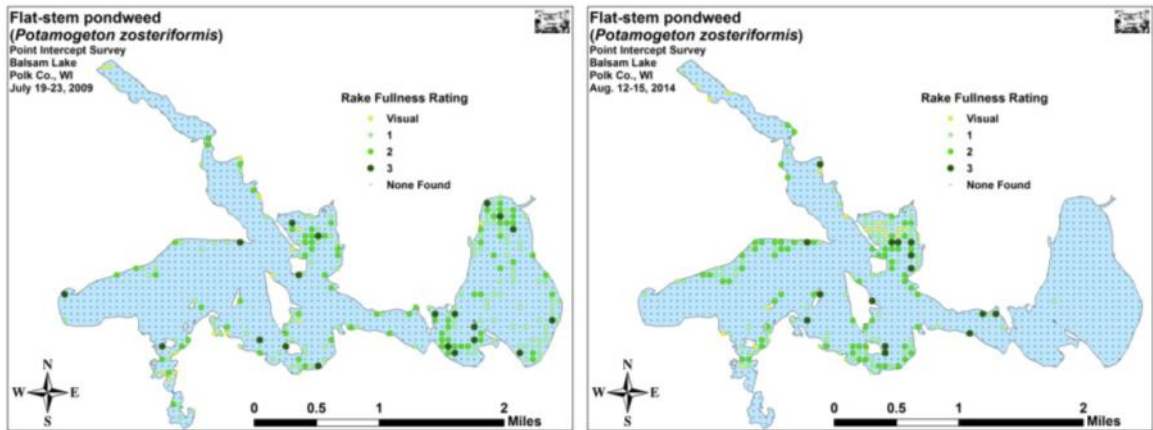 Flat-stem pondweed
(Potamogeton zosteriformis)
Point Intercept Survey
Balsam Lake
Polk Co., WI
July 19-23, 2009
Rake Fullness Rating
Visual
1
2
3
None Found
N
W E
S
0 0.5 1 2
Miles
Flat-stem pondweed
(Potamogeton zosteriformis)
Point Intercept Survey
Balsam Lake
Polk Co., WI
Aug. 12-15, 2014
Rake Fullness Rating
Visual
1
2
3
None Found
N
W E
S
0 0.5 1 2
Miles